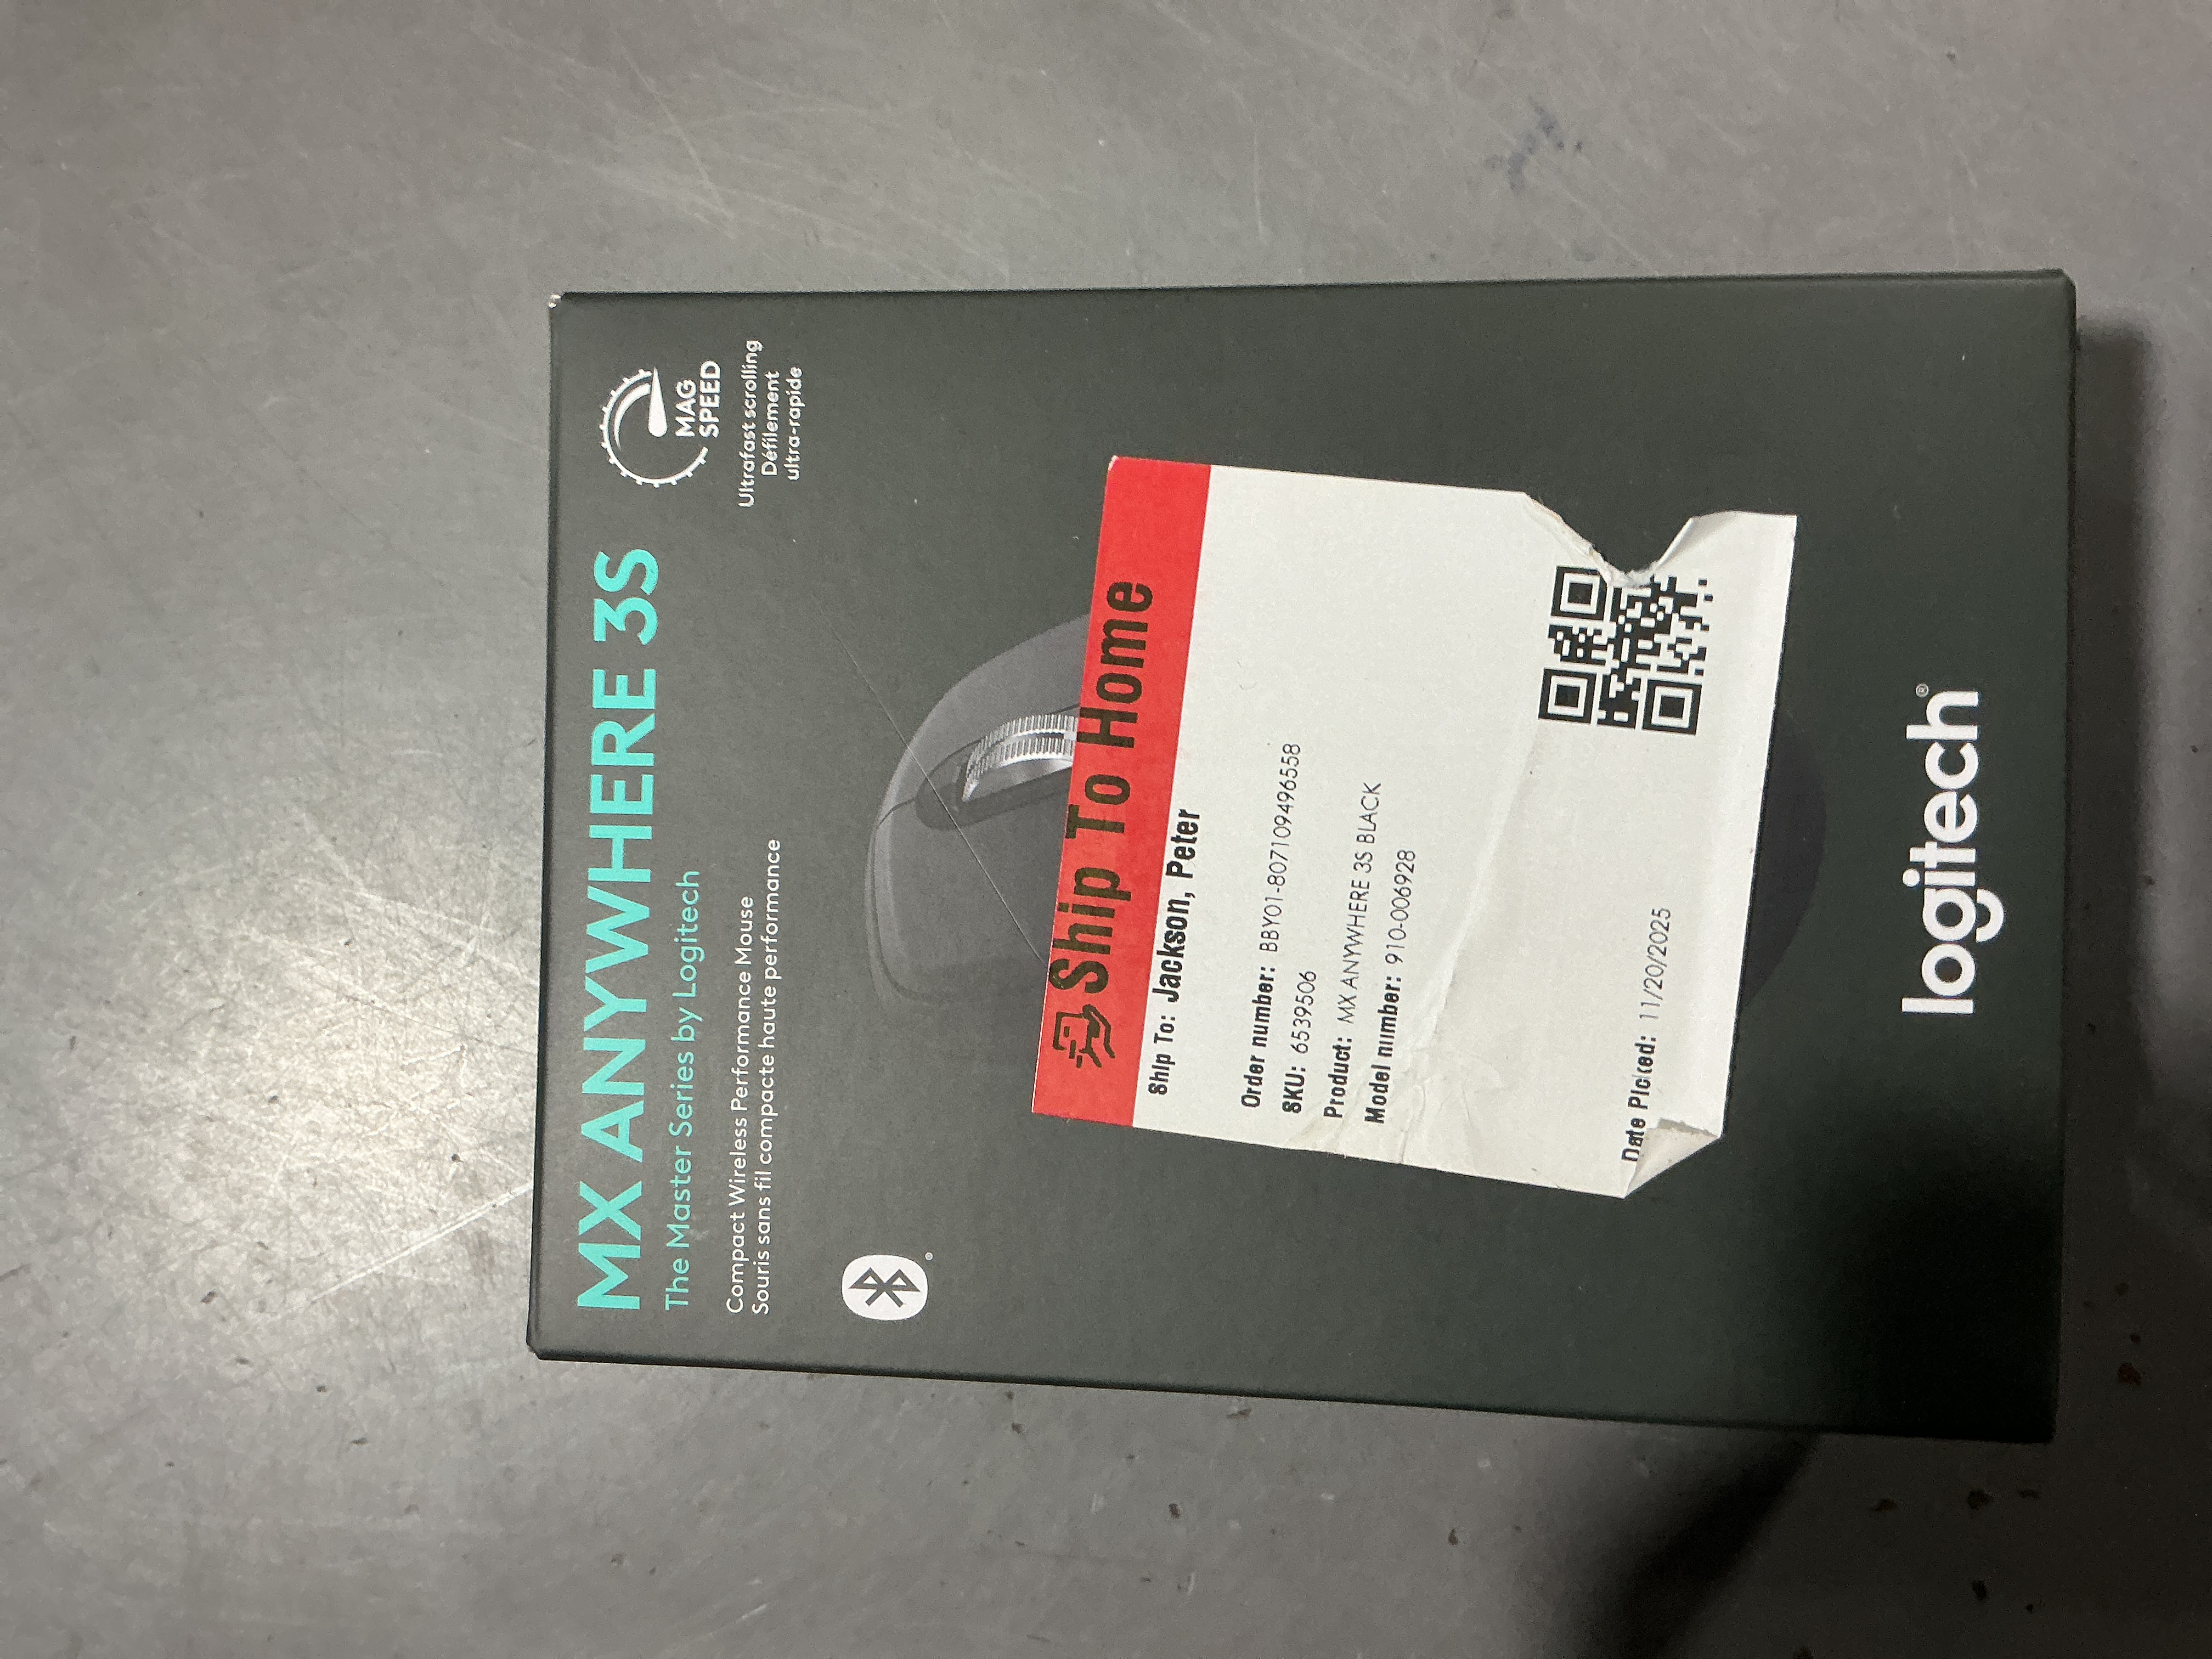 MX ANYWHERE 3S
The Master Series by Logitech
Compact Wireless Performance Mouse
Souris sans fil compacte haute performance
MAG
SPEED
Ultrafast scrolling
Défilement
ultra-rapide
Ship To Home
Ship To: Jackson, Peter
Order number: BBY01-807109496558
SKU: 6539506
Product: MX ANYWHERE 3S BLACK
Model number: 910-006928
Date Picked: 11/20/2025
logitech®